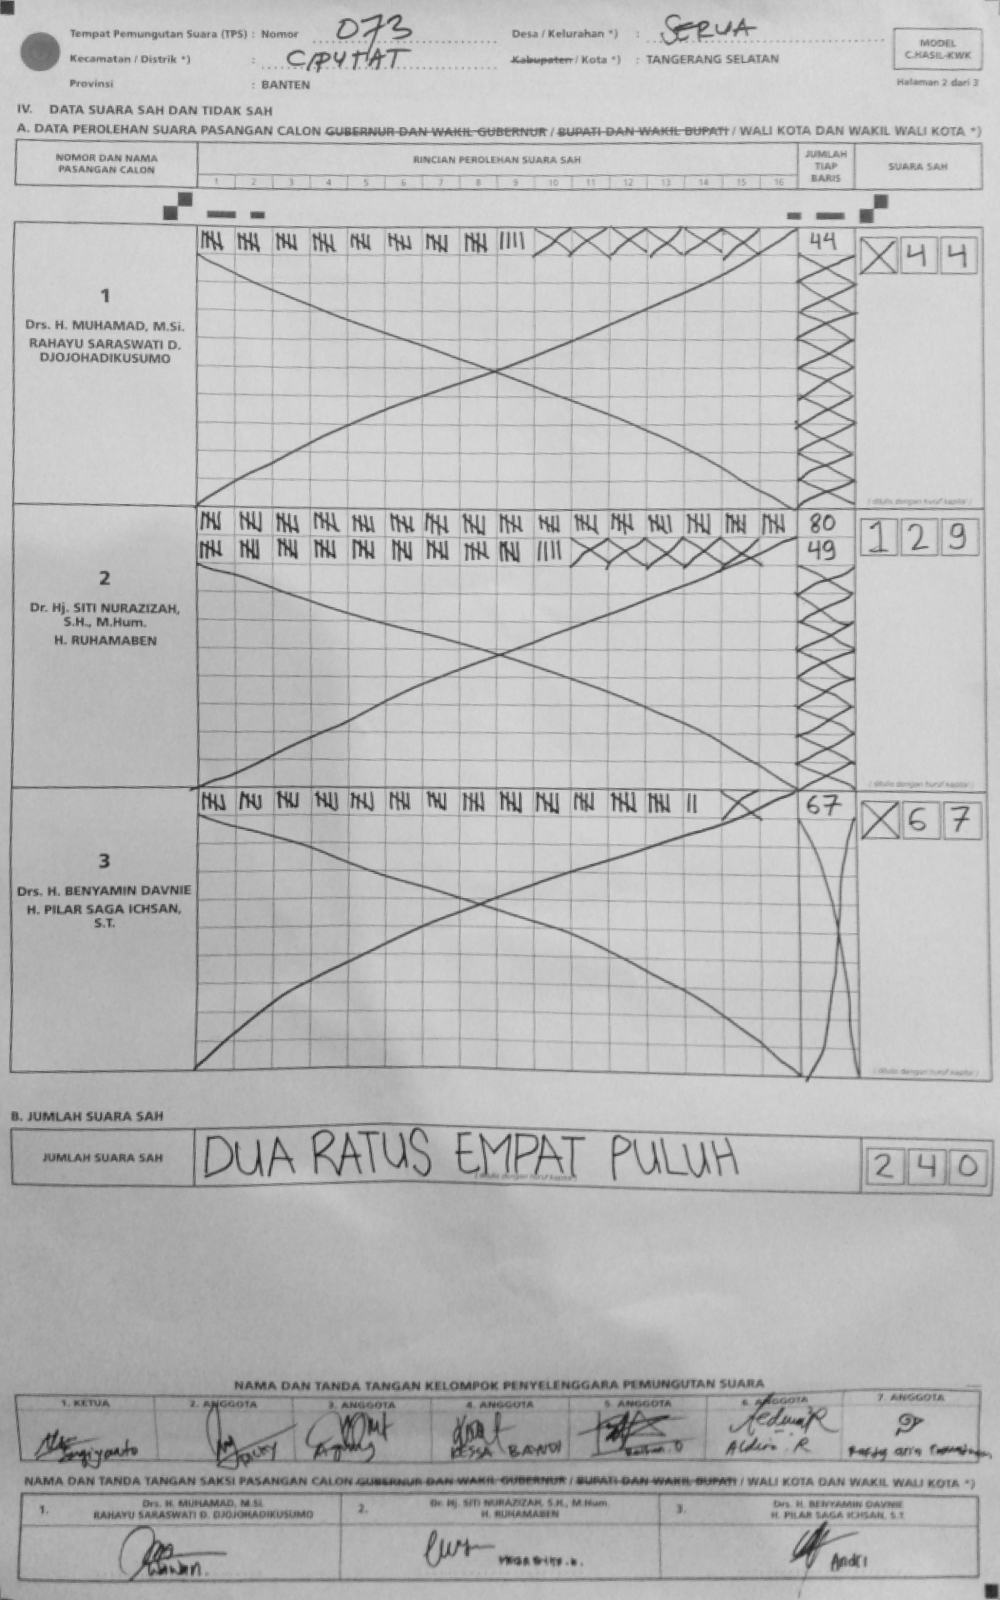 Tempat Pemungutan Suara (TPS) : Nomor 073 Desa / Kelurahan *) : SERUA
Kecamatan / Distrik *) : CIPUTAT Kabupaten / Kota *) : TANGERANG SELATAN
Provinsi : BANTEN
MODEL
C.HASIL-KWK
Halaman 2 dari 3
IV. DATA SUARA SAH DAN TIDAK SAH
A. DATA PEROLEHAN SUARA PASANGAN CALON GUBERNUR DAN WAKIL GUBERNUR / BUPATI DAN WAKIL BUPATI / WALI KOTA DAN WAKIL WALI KOTA *)
NOMOR DAN NAMA
PASANGAN CALON
RINCIAN PEROLEHAN SUARA SAH
1 2 3 4 5 6 7 8 9 10 11 12 13 14 15 16
JUMLAH
TIAP
BARIS
SUARA SAH
44
X 4 4
1
Drs. H. MUHAMAD, M.Si.
RAHAYU SARASWATI D.
DJOJOHADIKUSUMO
( ditulis dengan huruf kapital )
80
49
1 2 9
2
Dr. Hj. SITI NURAZIZAH,
S.H., M.Hum.
H. RUHAMABEN
( ditulis dengan huruf kapital )
67
X 6 7
3
Drs. H. BENYAMIN DAVNIE
H. PILAR SAGA ICHSAN,
S.T.
( ditulis dengan huruf kapital )
B. JUMLAH SUARA SAH
JUMLAH SUARA SAH DUA RATUS EMPAT PULUH 2 4 0
( ditulis dengan huruf kapital )
NAMA DAN TANDA TANGAN KELOMPOK PENYELENGGARA PEMUNGUTAN SUARA
1. KETUA 2. ANGGOTA 3. ANGGOTA 4. ANGGOTA 5. ANGGOTA 6. ANGGOTA 7. ANGGOTA
Aldino . R
NAMA DAN TANDA TANGAN SAKSI PASANGAN CALON GUBERNUR DAN WAKIL GUBERNUR / BUPATI DAN WAKIL BUPATI / WALI KOTA DAN WAKIL WALI KOTA *)
1. Drs. H. MUHAMAD, M.Si.
RAHAYU SARASWATI D. DJOJOHADIKUSUMO
2. Dr. Hj. SITI NURAZIZAH, S.H., M.Hum.
H. RUHAMABEN
3. Drs. H. BENYAMIN DAVNIE
H. PILAR SAGA ICHSAN, S.T.
WAWAN.
Andri